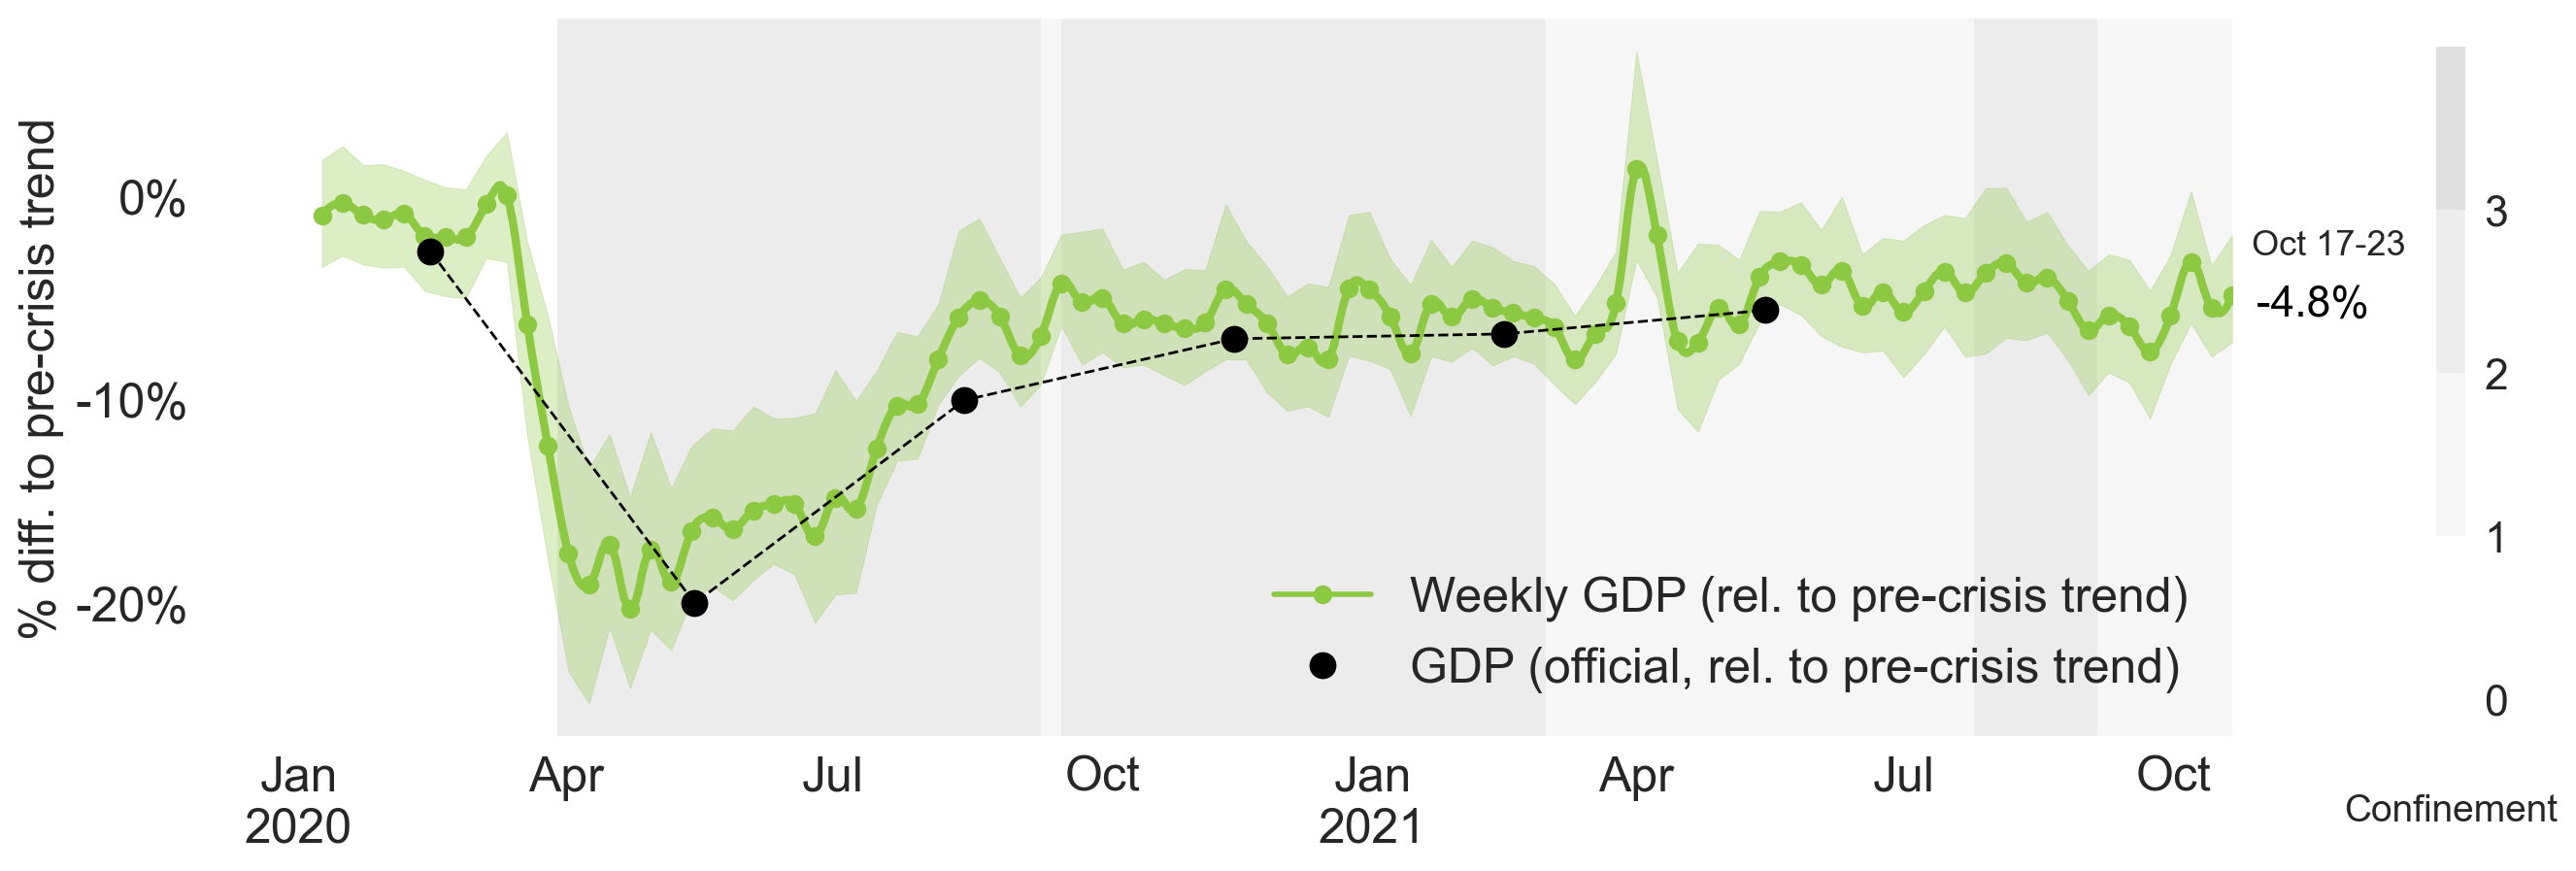 % diff. to pre-crisis trend
0%
-10%
-20%
Jan
2020
Apr
Jul
Oct
Jan
2021
Apr
Jul
Oct
Weekly GDP (rel. to pre-crisis trend)
GDP (official, rel. to pre-crisis trend)
Oct 17-23
-4.8%
3
2
1
0
Confinement